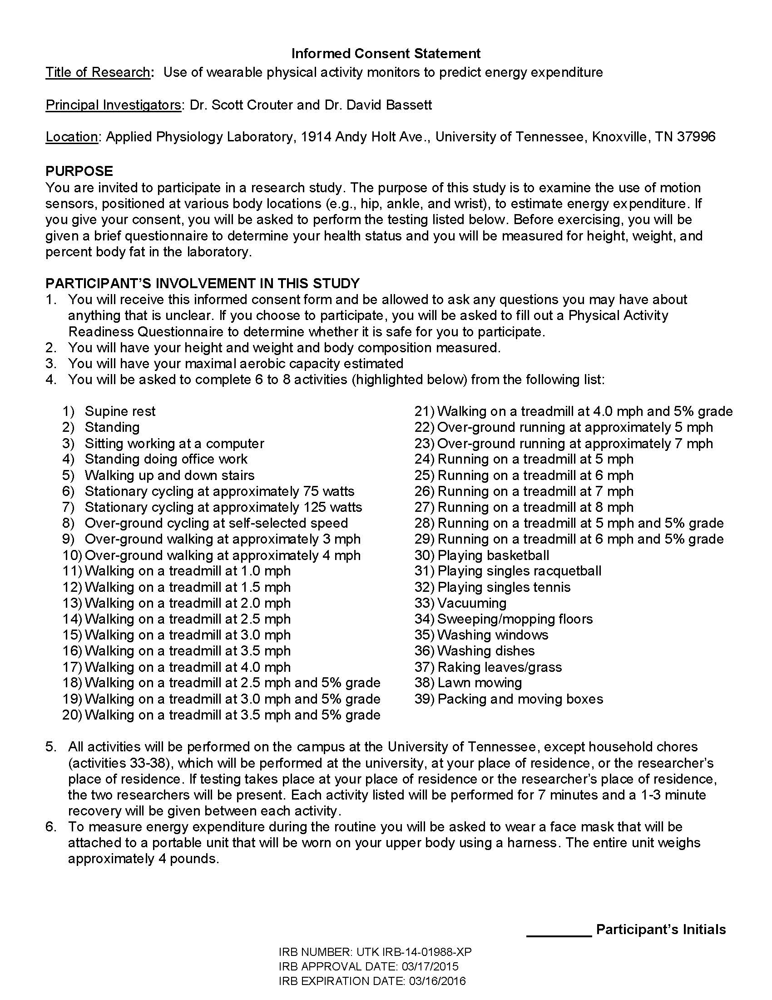 Informed Consent Statement
Title of Research: Use of wearable physical activity monitors to predict energy expenditure
Principal Investigators: Dr. Scott Crouter and Dr. David Bassett
Location: Applied Physiology Laboratory, 1914 Andy Holt Ave., University of Tennessee, Knoxville, TN 37996
PURPOSE
You are invited to participate in a research study. The purpose of this study is to examine the use of motion
sensors, positioned at various body locations (e.g., hip, ankle, and wrist), to estimate energy expenditure. If
you give your consent, you will be asked to perform the testing listed below. Before exercising, you will be
given a brief questionnaire to determine your health status and you will be measured for height, weight, and
percent body fat in the laboratory.
PARTICIPANT'S INVOLVEMENT IN THIS STUDY
1. You will receive this informed consent form and be allowed to ask any questions you may have about
anything that is unclear. If you choose to participate, you will be asked to fill out a Physical Activity
Readiness Questionnaire to determine whether it is safe for you to participate.
2. You will have your height and weight and body composition measured.
3. You will have your maximal aerobic capacity estimated
4. You will be asked to complete 6 to 8 activities (highlighted below) from the following list:
1) Supine rest
2) Standing
3) Sitting working at a computer
4) Standing doing office work
5) Walking up and down stairs
6) Stationary cycling at approximately 75 watts
7) Stationary cycling at approximately 125 watts
8) Over-ground cycling at self-selected speed
9) Over-ground walking at approximately 3 mph
10) Over-ground walking at approximately 4 mph
11) Walking on a treadmill at 1.0 mph
12) Walking on a treadmill at 1.5 mph
13) Walking on a treadmill at 2.0 mph
14) Walking on a treadmill at 2.5 mph
15) Walking on a treadmill at 3.0 mph
16) Walking on a treadmill at 3.5 mph
17) Walking on a treadmill at 4.0 mph
18) Walking on a treadmill at 2.5 mph and 5% grade
19) Walking on a treadmill at 3.0 mph and 5% grade
20) Walking on a treadmill at 3.5 mph and 5% grade
21) Walking on a treadmill at 4.0 mph and 5% grade
22) Over-ground running at approximately 5 mph
23) Over-ground running at approximately 7 mph
24) Running on a treadmill at 5 mph
25) Running on a treadmill at 6 mph
26) Running on a treadmill at 7 mph
27) Running on a treadmill at 8 mph
28) Running on a treadmill at 5 mph and 5% grade
29) Running on a treadmill at 6 mph and 5% grade
30) Playing basketball
31) Playing singles racquetball
32) Playing singles tennis
33) Vacuuming
34) Sweeping/mopping floors
35) Washing windows
36) Washing dishes
37) Raking leaves/grass
38) Lawn mowing
39) Packing and moving boxes
5. All activities will be performed on the campus at the University of Tennessee, except household chores
(activities 33-38), which will be performed at the university, at your place of residence, or the researcher's
place of residence. If testing takes place at your place of residence or the researcher's place of residence,
the two researchers will be present. Each activity listed will be performed for 7 minutes and a 1-3 minute
recovery will be given between each activity.
6. To measure energy expenditure during the routine you will be asked to wear a face mask that will be
attached to a portable unit that will be worn on your upper body using a harness. The entire unit weighs
approximately 4 pounds.
________ Participant's Initials
IRB NUMBER: UTK IRB-14-01988-XP
IRB APPROVAL DATE: 03/17/2015
IRB EXPIRATION DATE: 03/16/2016